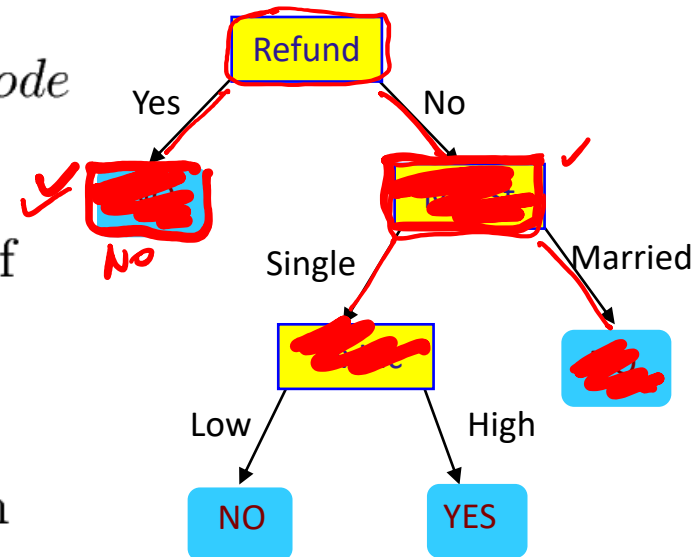 Refund
ode
Yes
No
No
f
Single
Married
Low
High
NO
YES
n